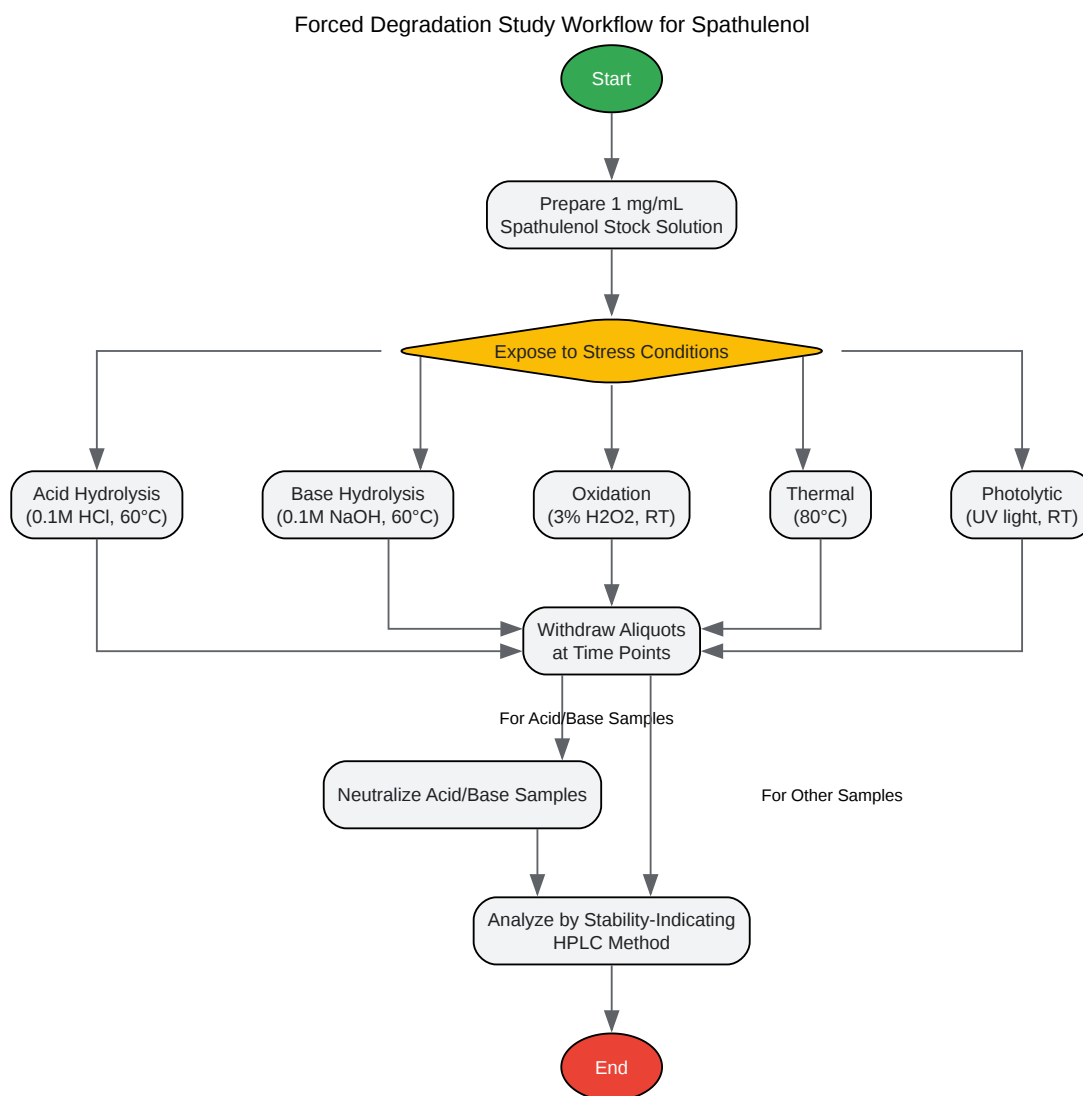 Forced Degradation Study Workflow for Spathulenol
Start
Prepare 1 mg/mL
Spathulenol Stock Solution
Expose to Stress Conditions
Acid Hydrolysis
(0.1M HCl, 60°C)
Base Hydrolysis
(0.1M NaOH, 60°C)
Oxidation
(3% H2O2, RT)
Thermal
(80°C)
Photolytic
(UV light, RT)
Withdraw Aliquots
at Time Points
For Acid/Base Samples
Neutralize Acid/Base Samples
For Other Samples
Analyze by Stability-Indicating
HPLC Method
End